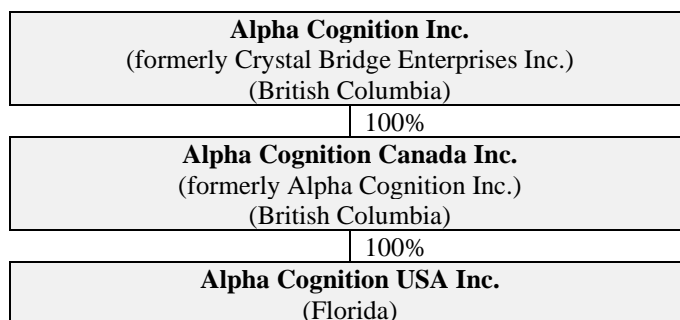 Alpha Cognition Inc.
(formerly Crystal Bridge Enterprises Inc.)
(British Columbia)
100%
Alpha Cognition Canada Inc.
(formerly Alpha Cognition Inc.)
(British Columbia)
100%
Alpha Cognition USA Inc.
(Florida)